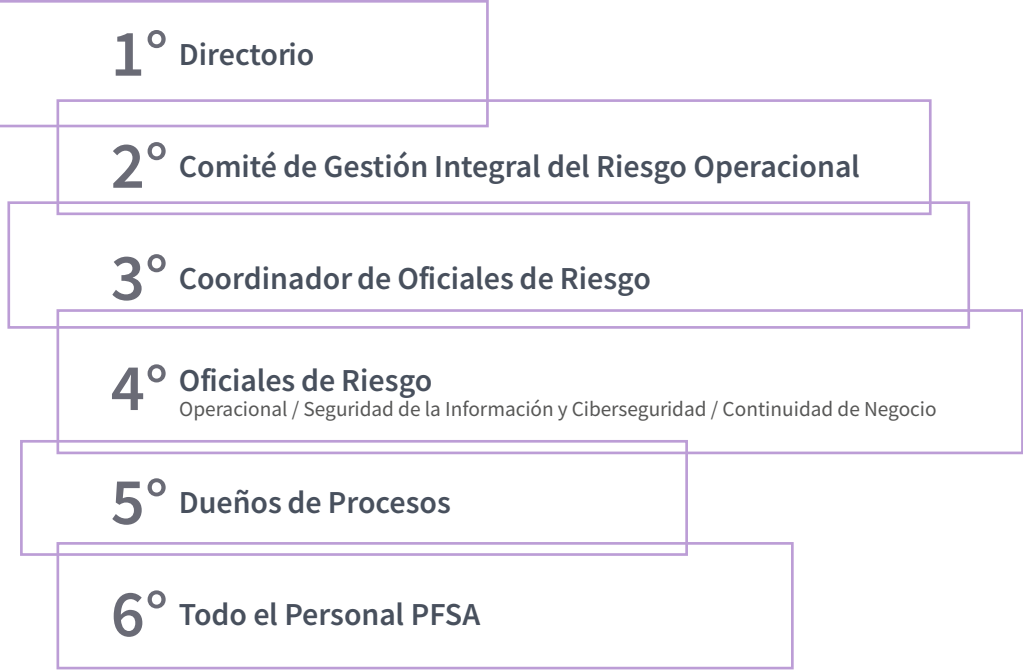 1° Directorio
2° Comité de Gestión Integral del Riesgo Operacional
3° Coordinador de Oficiales de Riesgo
4° Oficiales de Riesgo
Operacional / Seguridad de la Información y Ciberseguridad / Continuidad de Negocio
5° Dueños de Procesos
6° Todo el Personal PFSA